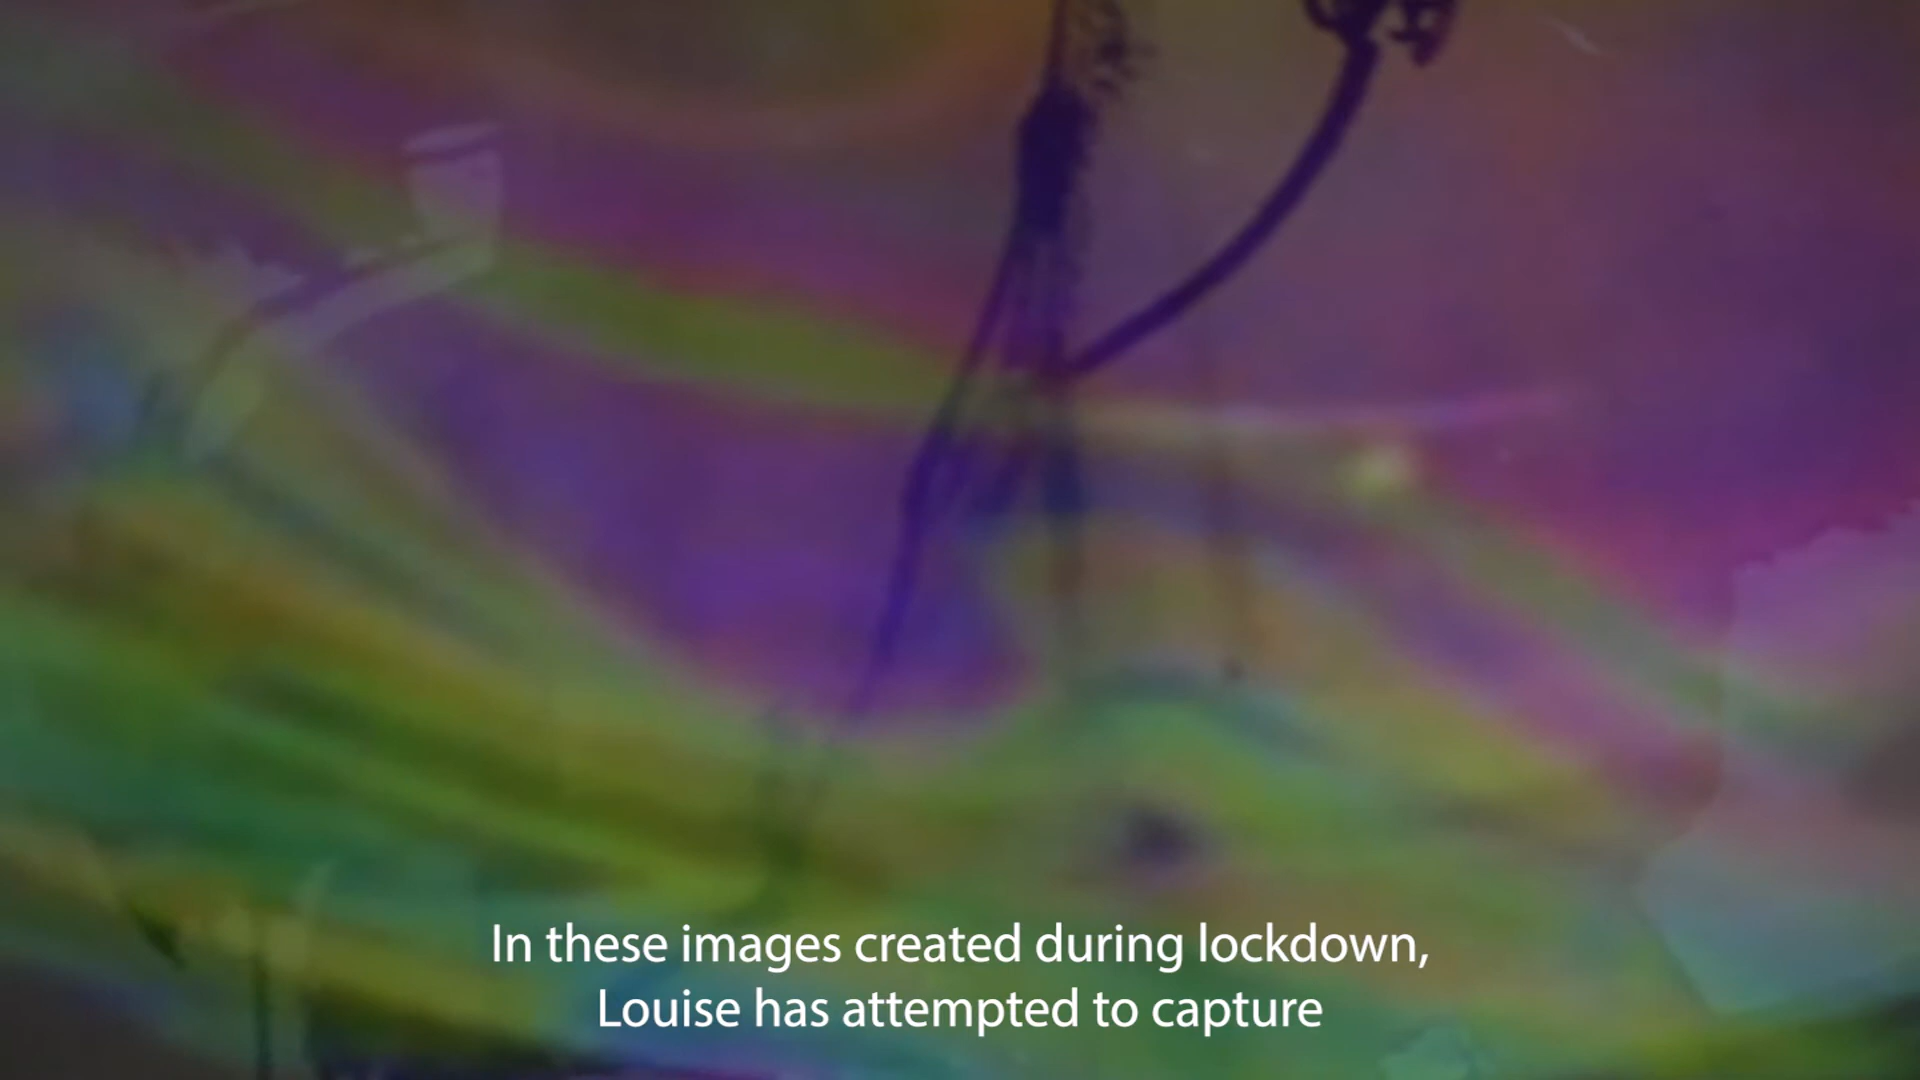 In these images created during lockdown,
Louise has attempted to capture